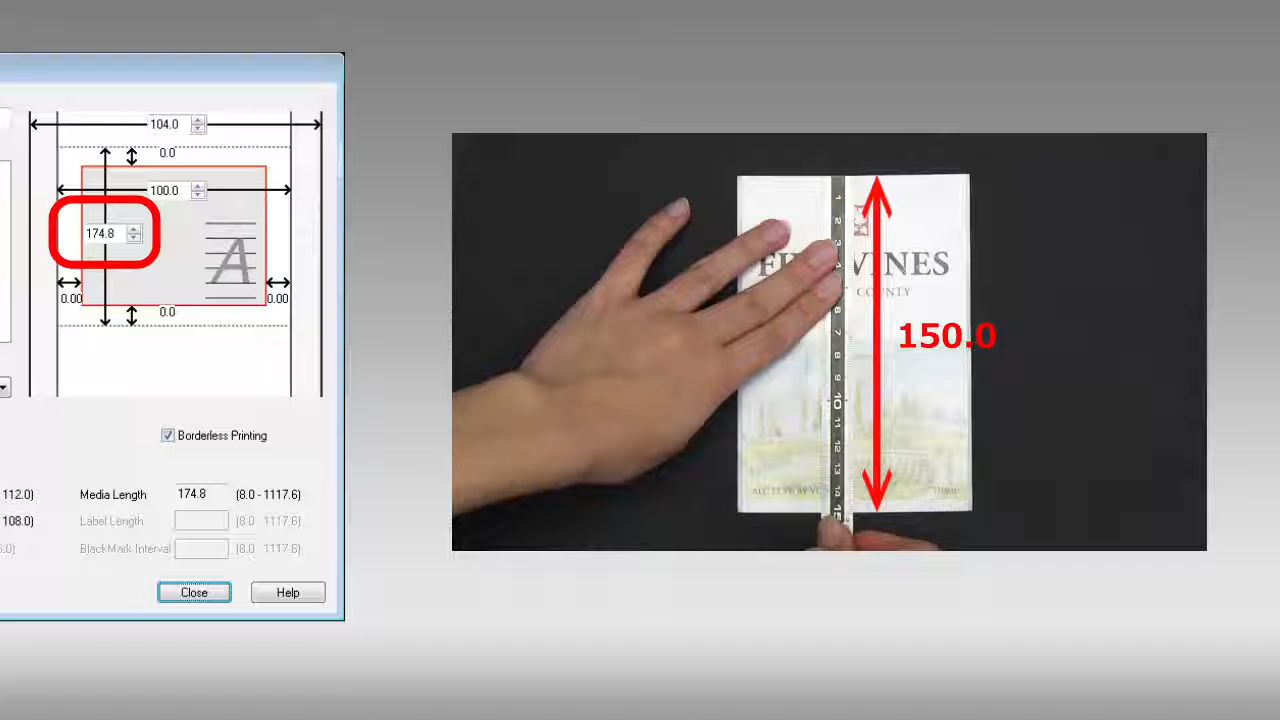 104.0
0.0
100.0
174.8
0.00
0.00
0.0
A
Borderless Printing
112.0)
Media Length 174.8 (8.0 - 1117.6)
108.0)
Label Length (8.0 1117.6)
.0)
BlackMark Interval (8.0 1117.6)
Close
Help
1
2
3
VINES
COUNTY
6
7
8
9
10
11
12
13
14
15
150.0